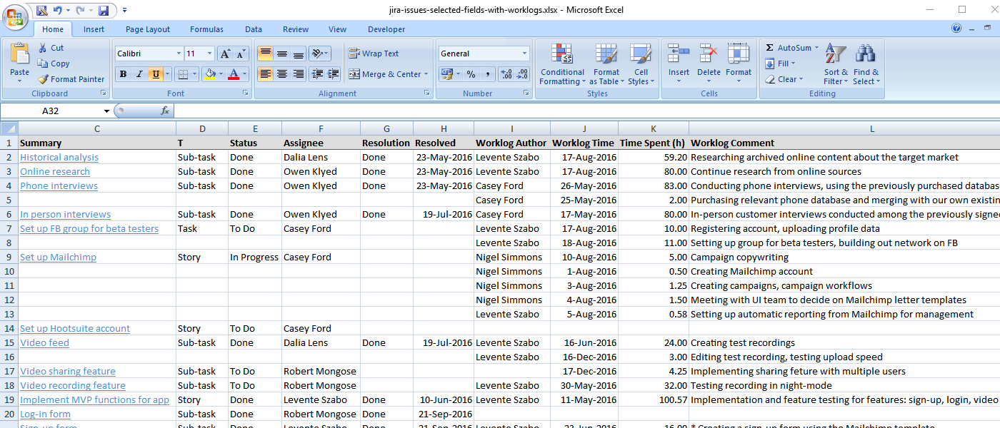 jira-issues-selected-fields-with-worklogs.xlsx - Microsoft Excel
Home Insert Page Layout Formulas Data Review View Developer
Paste Cut Copy Format Painter Clipboard
Calibri 11 A A B I U A Font
Wrap Text Merge & Center Alignment
General % , .00 Number
Conditional Formatting Format as Table Cell Styles Styles
Insert Delete Format Cells
Σ AutoSum Fill Clear Sort & Filter Find & Select Editing
A32 fx
C D E F G H I J K L
1 Summary T Status Assignee Resolution Resolved Worklog Author Worklog Time Time Spent (h) Worklog Comment
2 Historical analysis Sub-task Done Dalia Lens Done 23-May-2016 Levente Szabo 17-Aug-2016 59.20 Researching archived online content about the target market
3 Online research Sub-task Done Owen Klyed Done 23-May-2016 Levente Szabo 17-Aug-2016 80.00 Continue research from online sources
4 Phone interviews Sub-task Done Owen Klyed Done 23-May-2016 Casey Ford 26-May-2016 83.00 Conducting phone interviews, using the previously purchased databas
5 Casey Ford 25-May-2016 2.00 Purchasing relevant phone database and merging with our own existin
6 In person interviews Sub-task Done Owen Klyed Done 19-Jul-2016 Casey Ford 17-May-2016 80.00 In-person customer interviews conducted among the previously signe
7 Set up FB group for beta testers Task To Do Casey Ford Levente Szabo 17-Aug-2016 10.00 Registering account, uploading profile data
8 Levente Szabo 18-Aug-2016 11.00 Setting up group for beta testers, building out network on FB
9 Set up Mailchimp Story In Progress Casey Ford Nigel Simmons 10-Aug-2016 5.00 Campaign copywriting
10 Nigel Simmons 1-Aug-2016 0.50 Creating Mailchimp account
11 Nigel Simmons 3-Aug-2016 1.25 Creating campaigns, campaign workflows
12 Nigel Simmons 4-Aug-2016 1.50 Meeting with UI team to decide on Mailchimp letter templates
13 Levente Szabo 5-Aug-2016 0.58 Setting up automatic reporting from Mailchimp for management
14 Set up Hootsuite account Story To Do Casey Ford
15 Video feed Sub-task Done Dalia Lens Done 19-Jul-2016 Levente Szabo 16-Jun-2016 24.00 Creating test recordings
16 Levente Szabo 16-Dec-2016 3.00 Editing test recording, testing upload speed
17 Video sharing feature Sub-task To Do Robert Mongose 17-Dec-2016 4.25 Implementing sharing feture with multiple users
18 Video recording feature Sub-task To Do Robert Mongose Levente Szabo 30-May-2016 32.00 Testing recording in night-mode
19 Implement MVP functions for app Story Done Levente Szabo Done 10-Jun-2016 Levente Szabo 11-May-2016 100.57 Implementation and feature testing for features: sign-up, login, video
20 Log-in form Sub-task Done Robert Mongose Done 21-Sep-2016
Sign-up form Sub-task Done Levente Szabo Done 21-Sep-2016 Levente Szabo 23-Jun-2016 16.00 * Creating a sign-up form using the Mailchimp template